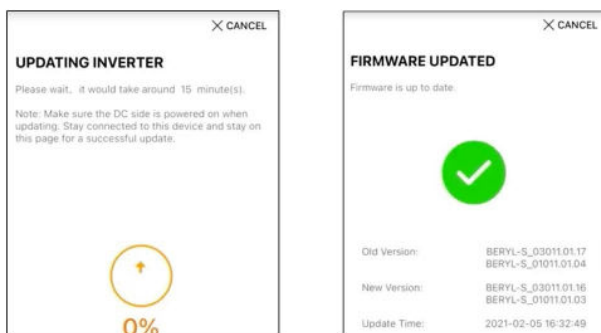 CANCEL
UPDATING INVERTER
Please wait, it would take around 15 minute(s).
Note: Make sure the DC side is powered on when
updating. Stay connected to this device and stay on
this page for a successful update.
0%
CANCEL
FIRMWARE UPDATED
Firmware is up to date.
Old Version: BERYL-S_03011.01.17
BERYL-S_01011.01.04
New Version: BERYL-S_03011.01.16
BERYL-S_01011.01.03
Update Time: 2021-02-05 16:32:49